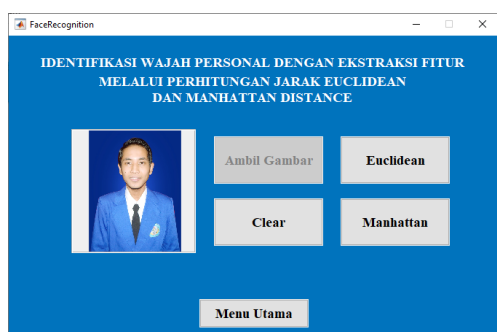 FaceRecognition
IDENTIFIKASI WAJAH PERSONAL DENGAN EKSTRAKSI FITUR
MELALUI PERHITUNGAN JARAK EUCLIDEAN
DAN MANHATTAN DISTANCE
Ambil Gambar
Euclidean
Clear
Manhattan
Menu Utama